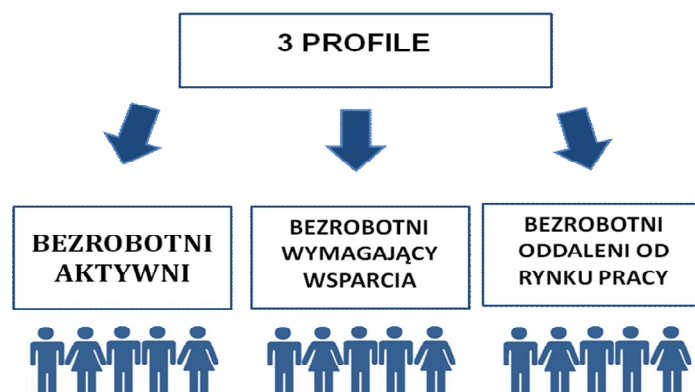 3 PROFILE
BEZROBOTNI
AKTYWNI
BEZROBOTNI
WYMAGAJĄCY
WSPARCIA
BEZROBOTNI
ODDALENI OD
RYNKU PRACY